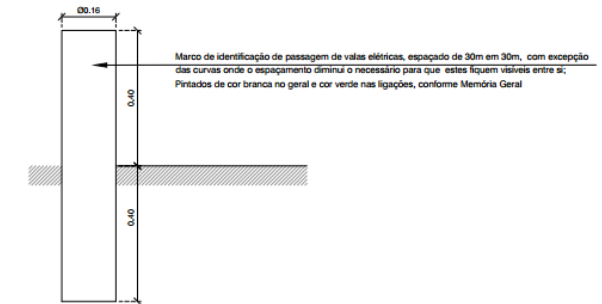 Ø0.16
Marco de identificação de passagem de valas elétricas, espaçado de 30m em 30m, com excepção
das curvas onde o espaçamento diminui o necessário para que estes fiquem visíveis entre si;
Pintados de cor branca no geral e cor verde nas ligações, conforme Memória Geral
0,40
0,40